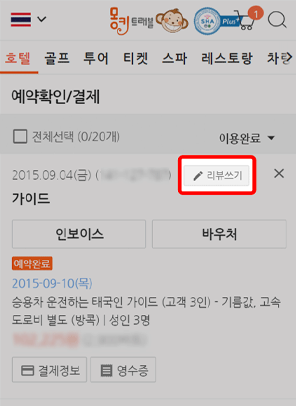 몽키트래블
SHA Plus+
1
호텔 골프 투어 티켓 스파 레스토랑 차량
예약확인/결제
전체선택 (0/20개) 이용완료
2015.09.04(금) ( ) 리뷰쓰기
가이드
인보이스 바우처
예약완료
2015-09-10(목)
승용차 운전하는 태국인 가이드 (고객 3인) - 기름값, 고속
도로비 별도 (방콕) | 성인 3명
결제정보 영수증